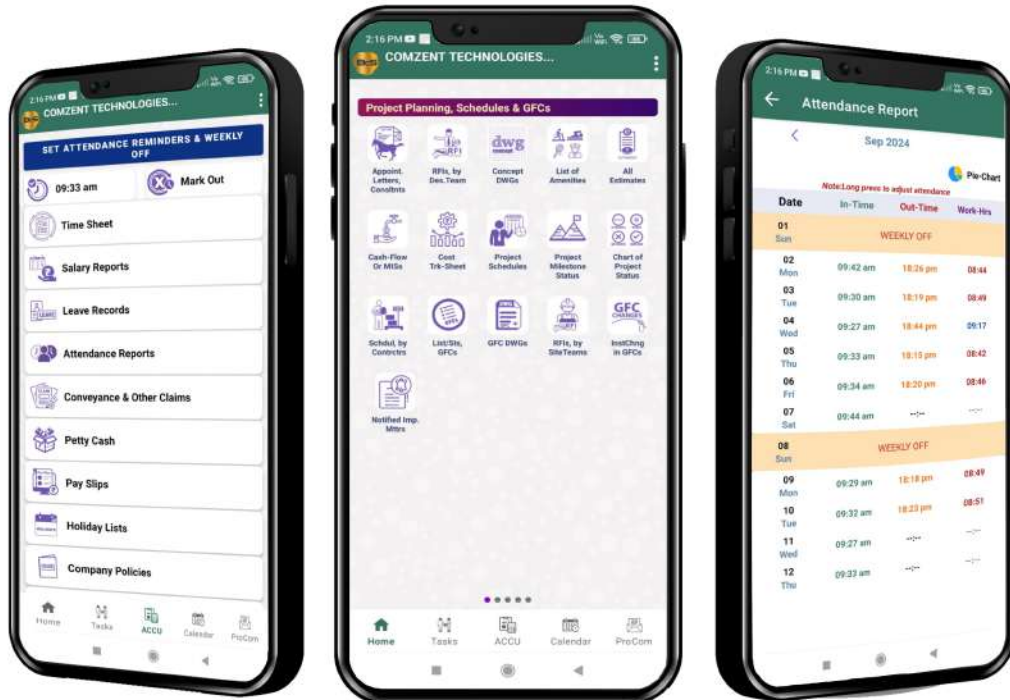 2:16 PM
COMZENT TECHNOLOGIES...
SET ATTENDANCE REMINDERS & WEEKLY
OFF
09:33 am
Mark Out
Time Sheet
Salary Reports
Leave Records
Attendance Reports
Conveyance & Other Claims
Petty Cash
Pay Slips
Holiday Lists
Company Policies
Home
Tasks
ACCU
Calendar
ProCom
2:16 PM
COMZENT TECHNOLOGIES...
Project Planning, Schedules & GFCs
Appoint.
Letters,
Consltnts
RFI
RFIs, by
Des.Team
dwg
Concept
DWGs
List of
Amenities
All
Estimates
Cash-Flow
Or MISs
Cost
Trk-Sheet
Project
Schedules
Project
Milestone
Status
Chart of
Project
Status
Schdul, by
Contrctrs
List/Sts,
GFCs
GFC DWGs
RFI
RFIs, by
SiteTeams
GFC
CHANGES
InstChng
in GFCs
Notified Imp.
Mttrs
Home
Tasks
ACCU
Calendar
ProCom
2:16 PM
Attendance Report
Sep 2024
Pie-Chart
Note:Long press to adjust attendance
Date In-Time Out-Time Work-Hrs
01
Sun
WEEKLY OFF
02
Mon
09:42 am 18:26 pm 08:44
03
Tue
09:30 am 18:19 pm 08:49
04
Wed
09:27 am 18:44 pm 09:17
05
Thu
09:33 am 18:15 pm 08:42
06
Fri
09:34 am 18:20 pm 08:46
07
Sat
09:44 am --:-- --:--
08
Sun
WEEKLY OFF
09
Mon
09:29 am 18:18 pm 08:49
10
Tue
09:32 am 18:23 pm 08:51
11
Wed
09:27 am --:-- --:--
12
Thu
09:33 am --:-- --:--